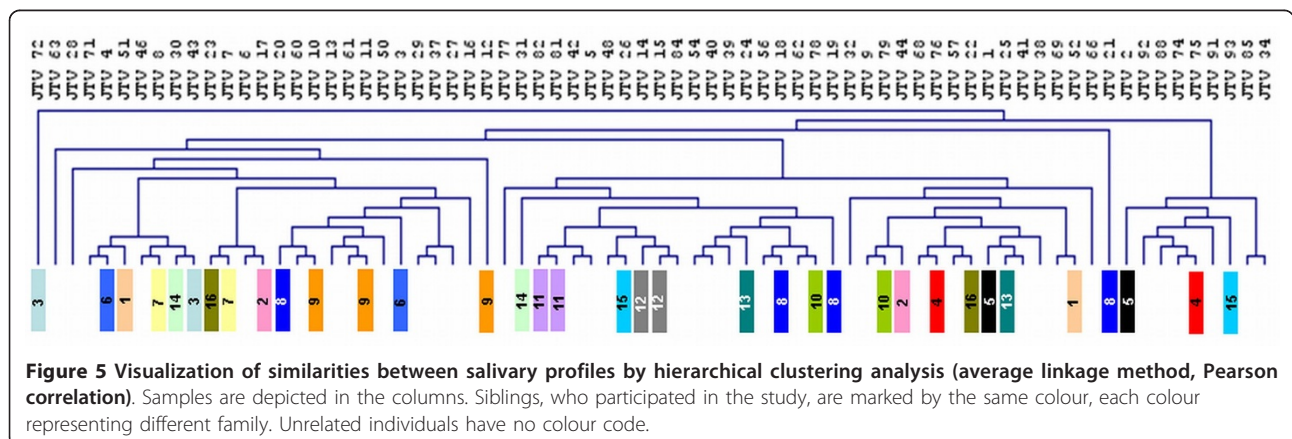 JTV 72 JTV 63 JTV 28 JTV 71 JTV 4 JTV 51 JTV 46 JTV 8 JTV 30 JTV 43 JTV 23 JTV 7 JTV 6 JTV 17 JTV 20 JTV 60 JTV 10 JTV 13 JTV 61 JTV 11 JTV 50 JTV 3 JTV 29 JTV 37 JTV 27 JTV 16 JTV 12 JTV 77 JTV 31 JTV 82 JTV 81 JTV 42 JTV 5 JTV 48 JTV 26 JTV 14 JTV 15 JTV 84 JTV 54 JTV 40 JTV 39 JTV 24 JTV 56 JTV 18 JTV 62 JTV 78 JTV 19 JTV 32 JTV 9 JTV 79 JTV 44 JTV 68 JTV 76 JTV 57 JTV 22 JTV 1 JTV 25 JTV 41 JTV 38 JTV 69 JTV 52 JTV 21 JTV 2 JTV 92 JTV 88 JTV 74 JTV 75 JTV 91 JTV 93 JTV 85 JTV 34
3 6 1 7 14 3 16 7 2 8 9 9 6 9 14 11 11 15 12 12 13 8 10 8 10 2 4 16 5 13 1 8 5 4 15
Figure 5 Visualization of similarities between salivary profiles by hierarchical clustering analysis (average linkage method, Pearson
correlation). Samples are depicted in the columns. Siblings, who participated in the study, are marked by the same colour, each colour
representing different family. Unrelated individuals have no colour code.